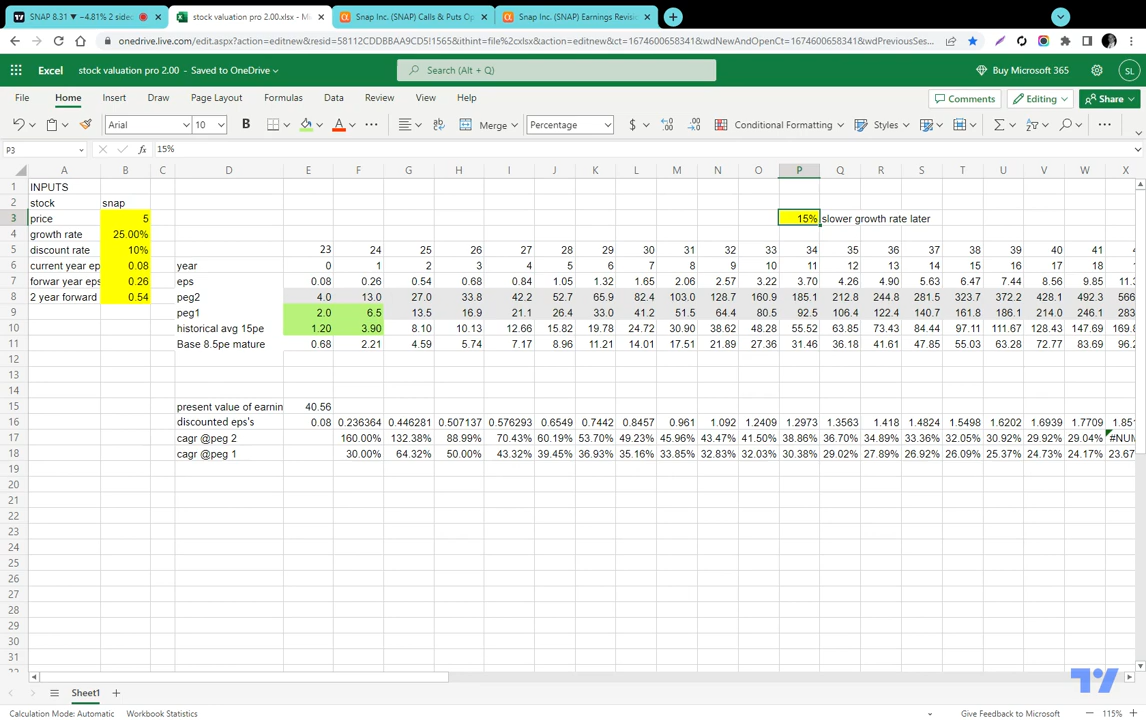 SNAP 8.31 ▼ −4.81% 2 side
stock valuation pro 2.00.xlsx - Mi
Snap Inc. (SNAP) Calls & Puts Op
Snap Inc. (SNAP) Earnings Revisi
onedrive.live.com/edit.aspx?action=editnew&resid=58112CDDBBAA9CD5!1565&ithint=file%2cxlsx&action=editnew&ct=1674600658341&wdNewAndOpenCt=1674600658341&wdPreviousSes...
Excel stock valuation pro 2.00 - Saved to OneDrive
Search (Alt + Q)
Buy Microsoft 365
SL
File Home Insert Draw Page Layout Formulas Data Review View Help
Comments Editing Share
Arial 10 B A Merge Percentage $ Conditional Formatting Styles
P3 fx 15%
A B C D E F G H I J K L M N O P Q R S T U V W X
1 INPUTS
2 stock snap
3 price 5 15% slower growth rate later
4 growth rate 25.00%
5 discount rate 10% 23 24 25 26 27 28 29 30 31 32 33 34 35 36 37 38 39 40 41 4
6 current year ep 0.08 year 0 1 2 3 4 5 6 7 8 9 10 11 12 13 14 15 16 17 18
7 forwar year eps 0.26 eps 0.08 0.26 0.54 0.68 0.84 1.05 1.32 1.65 2.06 2.57 3.22 3.70 4.26 4.90 5.63 6.47 7.44 8.56 9.85 11.3
8 2 year forward 0.54 peg2 4.0 13.0 27.0 33.8 42.2 52.7 65.9 82.4 103.0 128.7 160.9 185.1 212.8 244.8 281.5 323.7 372.2 428.1 492.3 566
9 peg1 2.0 6.5 13.5 16.9 21.1 26.4 33.0 41.2 51.5 64.4 80.5 92.5 106.4 122.4 140.7 161.8 186.1 214.0 246.1 283
10 historical avg 15pe 1.20 3.90 8.10 10.13 12.66 15.82 19.78 24.72 30.90 38.62 48.28 55.52 63.85 73.43 84.44 97.11 111.67 128.43 147.69 169.8
11 Base 8.5pe mature 0.68 2.21 4.59 5.74 7.17 8.96 11.21 14.01 17.51 21.89 27.36 31.46 36.18 41.61 47.85 55.03 63.28 72.77 83.69 96.2
12
13
14
15 present value of earnin 40.56
16 discounted eps's 0.08 0.236364 0.446281 0.507137 0.576293 0.6549 0.7442 0.8457 0.961 1.092 1.2409 1.2973 1.3563 1.418 1.4824 1.5498 1.6202 1.6939 1.7709 1.851
17 cagr @peg 2 160.00% 132.38% 88.99% 70.43% 60.19% 53.70% 49.23% 45.96% 43.47% 41.50% 38.86% 36.70% 34.89% 33.36% 32.05% 30.92% 29.92% 29.04% #NUM
18 cagr @peg 1 30.00% 64.32% 50.00% 43.32% 39.45% 36.93% 35.16% 33.85% 32.83% 32.03% 30.38% 29.02% 27.89% 26.92% 26.09% 25.37% 24.73% 24.17% 23.67
19
20
21
22
23
24
25
26
27
28
29
30
31
Sheet1
Calculation Mode: Automatic Workbook Statistics
Give Feedback to Microsoft 115%